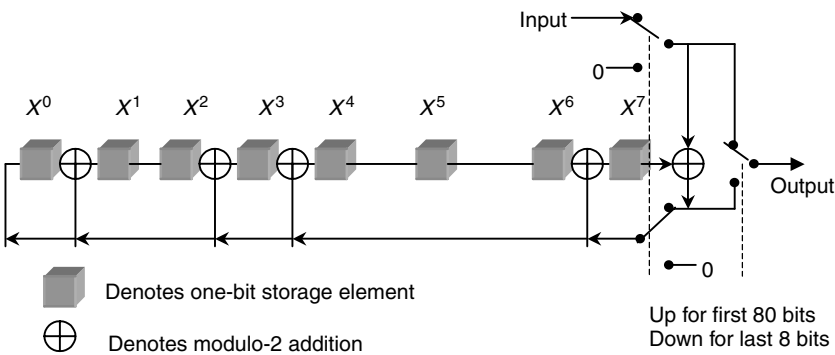 Input
0
X⁰ X¹ X² X³ X⁴ X⁵ X⁶ X⁷
Output
0
Denotes one-bit storage element
Denotes modulo-2 addition
Up for first 80 bits
Down for last 8 bits